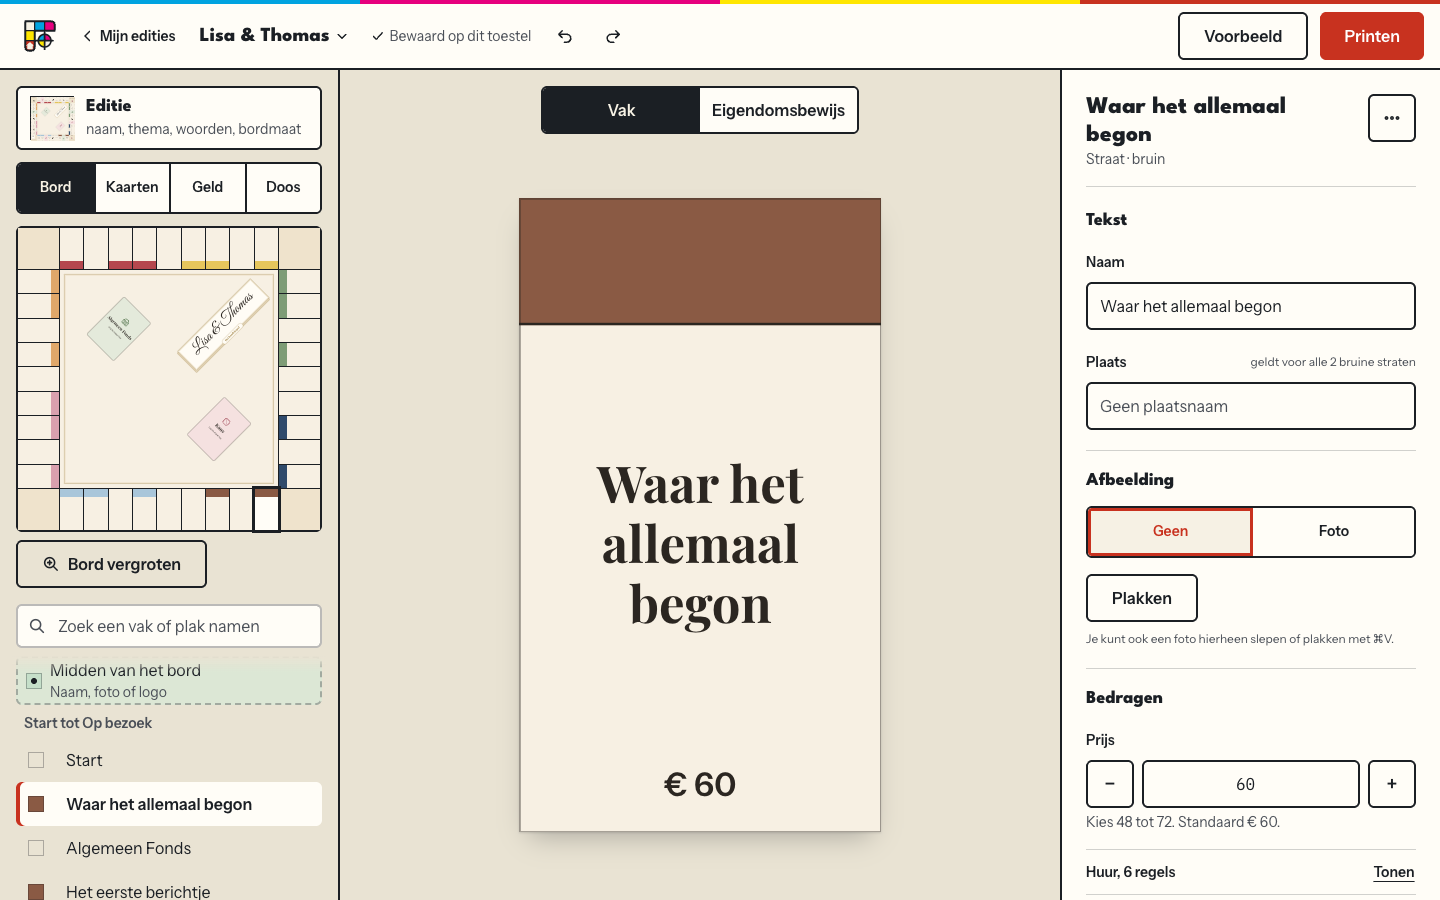 Mijn edities
Lisa & Thomas
Bewaard op dit toestel
Voorbeeld
Printen
Editie
naam, thema, woorden, bordmaat
Bord
Kaarten
Geld
Doos
Lisa & Thomas
Algemeen Fonds
Bord vergroten
Zoek een vak of plak namen
Midden van het bord
Naam, foto of logo
Start tot Op bezoek
Start
Waar het allemaal begon
Algemeen Fonds
Het eerste berichtje
Vak
Eigendomsbewijs
Waar het
allemaal
begon
€ 60
Waar het allemaal
begon
...
Straat · bruin
Tekst
Naam
Waar het allemaal begon
Plaats
geldt voor alle 2 bruine straten
Geen plaatsnaam
Afbeelding
Geen
Foto
Plakken
Je kunt ook een foto hierheen slepen of plakken met ⌘V.
Bedragen
Prijs
−
60
+
Kies 48 tot 72. Standaard € 60.
Huur, 6 regels
Tonen